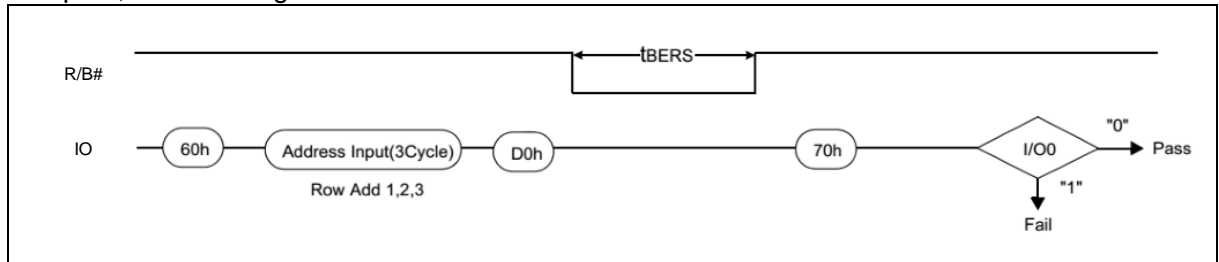 tBERS
R/B#
IO
60h
Address Input(3Cycle)
D0h
70h
I/O0
"0"
Pass
Row Add 1,2,3
"1"
Fail